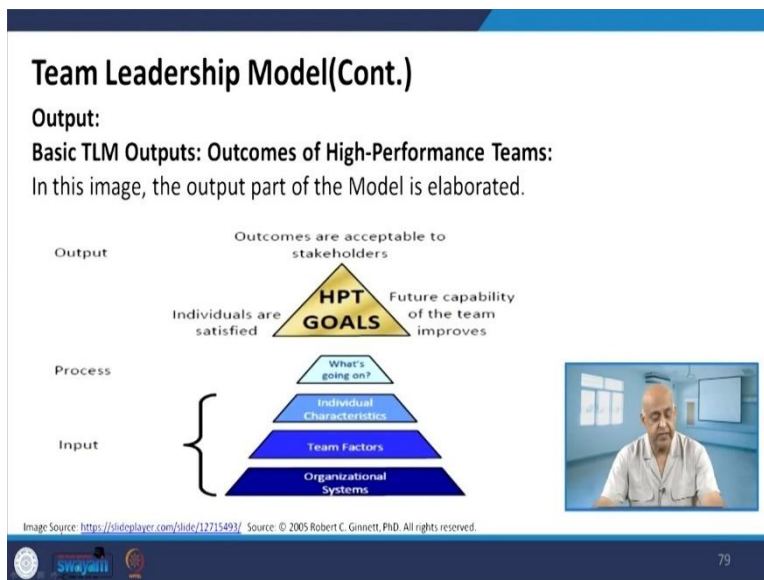 Team Leadership Model(Cont.)
Output:
Basic TLM Outputs: Outcomes of High-Performance Teams:
In this image, the output part of the Model is elaborated.
Output
Outcomes are acceptable to
stakeholders
HPT
GOALS
Individuals are
satisfied
Future capability
of the team
improves
Process
What's
going on?
Individual
Characteristics
Input
Team Factors
Organizational
Systems
Image Source: https://slideplayer.com/slide/12715493/ Source: © 2005 Robert C. Ginnett, PhD. All rights reserved.
swayam
79